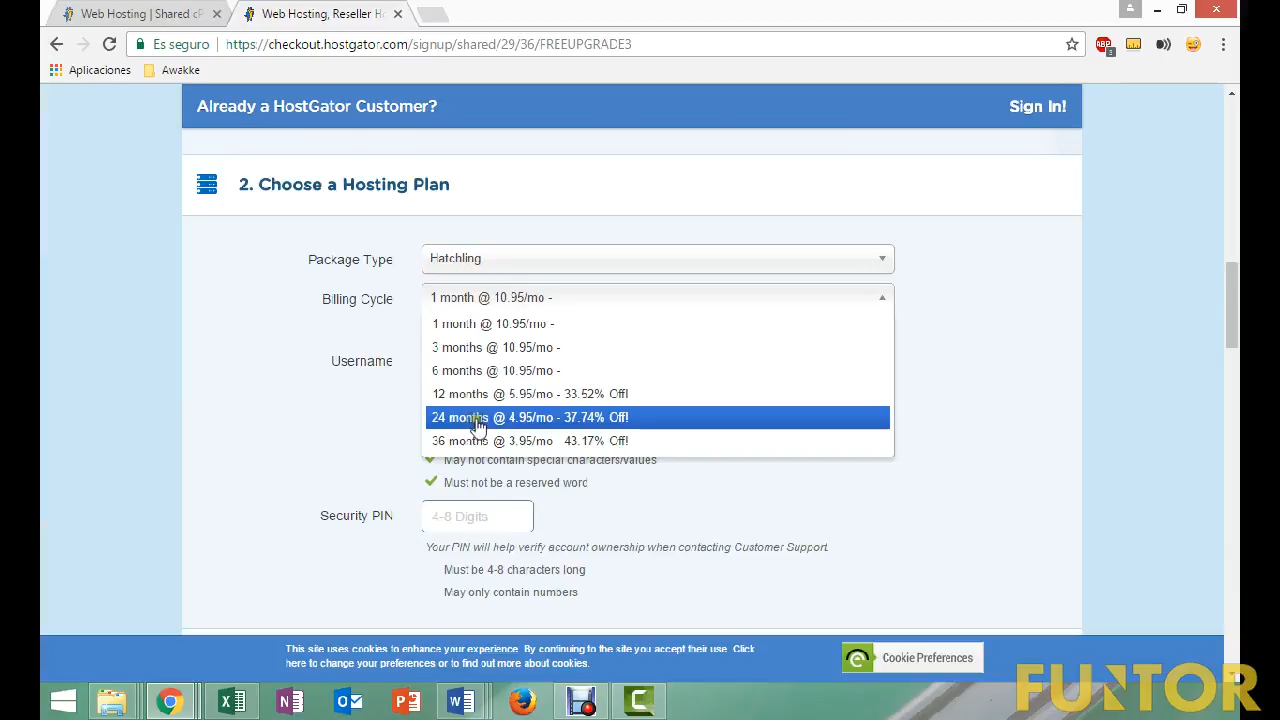 Web Hosting | Shared cP
Web Hosting, Reseller Ho
Es seguro
https://checkout.hostgator.com/signup/shared/29/36/FREEUPGRADE3
ABP
3
Aplicaciones
Awakke
Already a HostGator Customer?
Sign In!
2. Choose a Hosting Plan
Package Type
Hatchling
Billing Cycle
1 month @ 10.95/mo -
1 month @ 10.95/mo -
3 months @ 10.95/mo -
6 months @ 10.95/mo -
12 months @ 5.95/mo - 33.52% Off!
24 months @ 4.95/mo - 37.74% Off!
36 months @ 3.95/mo - 43.17% Off!
Username
May not contain special characters/values
Must not be a reserved word
Security PIN
4-8 Digits
Your PIN will help verify account ownership when contacting Customer Support.
Must be 4-8 characters long
May only contain numbers
This site uses cookies to enhance your experience. By continuing to the site you accept their use. Click
here to change your preferences or to find out more about cookies.
Cookie Preferences
FUNTOR